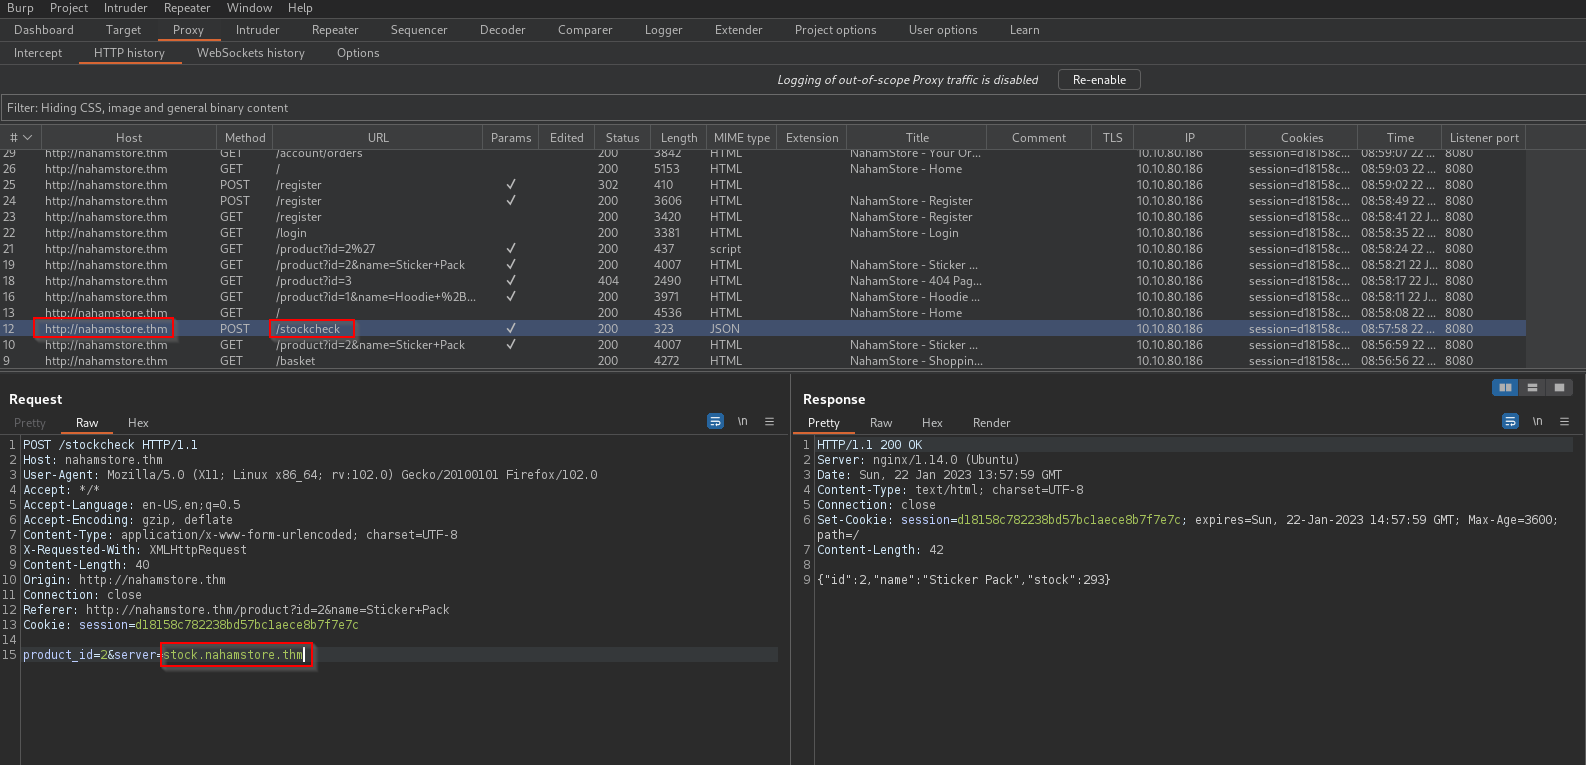 Burp Project Intruder Repeater Window Help
Dashboard Target Proxy Intruder Repeater Sequencer Decoder Comparer Logger Extender Project options User options Learn
Intercept HTTP history WebSockets history Options
Logging of out-of-scope Proxy traffic is disabled Re-enable
Filter: Hiding CSS, image and general binary content
# Host Method URL Params Edited Status Length MIME type Extension Title Comment TLS IP Cookies Time Listener port
29 http://nahamstore.thm GET /account/orders 200 3842 HTML NahamStore - Your Or... 10.10.80.186 session=d18158c... 08:59:07 22 ... 8080
26 http://nahamstore.thm GET / 200 5153 HTML NahamStore - Home 10.10.80.186 session=d18158c... 08:59:03 22 ... 8080
25 http://nahamstore.thm POST /register ✓ 302 410 HTML 10.10.80.186 session=d18158c... 08:59:02 22 ... 8080
24 http://nahamstore.thm POST /register ✓ 200 3606 HTML NahamStore - Register 10.10.80.186 session=d18158c... 08:58:49 22 ... 8080
23 http://nahamstore.thm GET /register 200 3420 HTML NahamStore - Register 10.10.80.186 session=d18158c... 08:58:41 22 J... 8080
22 http://nahamstore.thm GET /login 200 3381 HTML NahamStore - Login 10.10.80.186 session=d18158c... 08:58:35 22 ... 8080
21 http://nahamstore.thm GET /product?id=2%27 ✓ 200 437 script 10.10.80.186 session=d18158c... 08:58:24 22 ... 8080
19 http://nahamstore.thm GET /product?id=2&name=Sticker+Pack ✓ 200 4007 HTML NahamStore - Sticker ... 10.10.80.186 session=d18158c... 08:58:21 22 J... 8080
18 http://nahamstore.thm GET /product?id=3 ✓ 404 2490 HTML NahamStore - 404 Pag... 10.10.80.186 session=d18158c... 08:58:17 22 J... 8080
16 http://nahamstore.thm GET /product?id=1&name=Hoodie+%2B... ✓ 200 3971 HTML NahamStore - Hoodie ... 10.10.80.186 session=d18158c... 08:58:11 22 J... 8080
13 http://nahamstore.thm GET / 200 4536 HTML NahamStore - Home 10.10.80.186 session=d18158c... 08:58:08 22 ... 8080
12 http://nahamstore.thm POST /stockcheck ✓ 200 323 JSON 10.10.80.186 session=d18158c... 08:57:58 22 ... 8080
10 http://nahamstore.thm GET /product?id=2&name=Sticker+Pack ✓ 200 4007 HTML NahamStore - Sticker ... 10.10.80.186 session=d18158c... 08:56:59 22 ... 8080
9 http://nahamstore.thm GET /basket 200 4272 HTML NahamStore - Shoppin... 10.10.80.186 session=d18158c... 08:56:56 22 ... 8080
Request
Pretty Raw Hex \n
1 POST /stockcheck HTTP/1.1
2 Host: nahamstore.thm
3 User-Agent: Mozilla/5.0 (X11; Linux x86_64; rv:102.0) Gecko/20100101 Firefox/102.0
4 Accept: */*
5 Accept-Language: en-US,en;q=0.5
6 Accept-Encoding: gzip, deflate
7 Content-Type: application/x-www-form-urlencoded; charset=UTF-8
8 X-Requested-With: XMLHttpRequest
9 Content-Length: 40
10 Origin: http://nahamstore.thm
11 Connection: close
12 Referer: http://nahamstore.thm/product?id=2&name=Sticker+Pack
13 Cookie: session=d18158c782238bd57bc1aece8b7f7e7c
14
15 product_id=2&server=stock.nahamstore.thm
Response
Pretty Raw Hex Render \n
1 HTTP/1.1 200 OK
2 Server: nginx/1.14.0 (Ubuntu)
3 Date: Sun, 22 Jan 2023 13:57:59 GMT
4 Content-Type: text/html; charset=UTF-8
5 Connection: close
6 Set-Cookie: session=d18158c782238bd57bc1aece8b7f7e7c; expires=Sun, 22-Jan-2023 14:57:59 GMT; Max-Age=3600;
path=/
7 Content-Length: 42
8
9 {"id":2,"name":"Sticker Pack","stock":293}